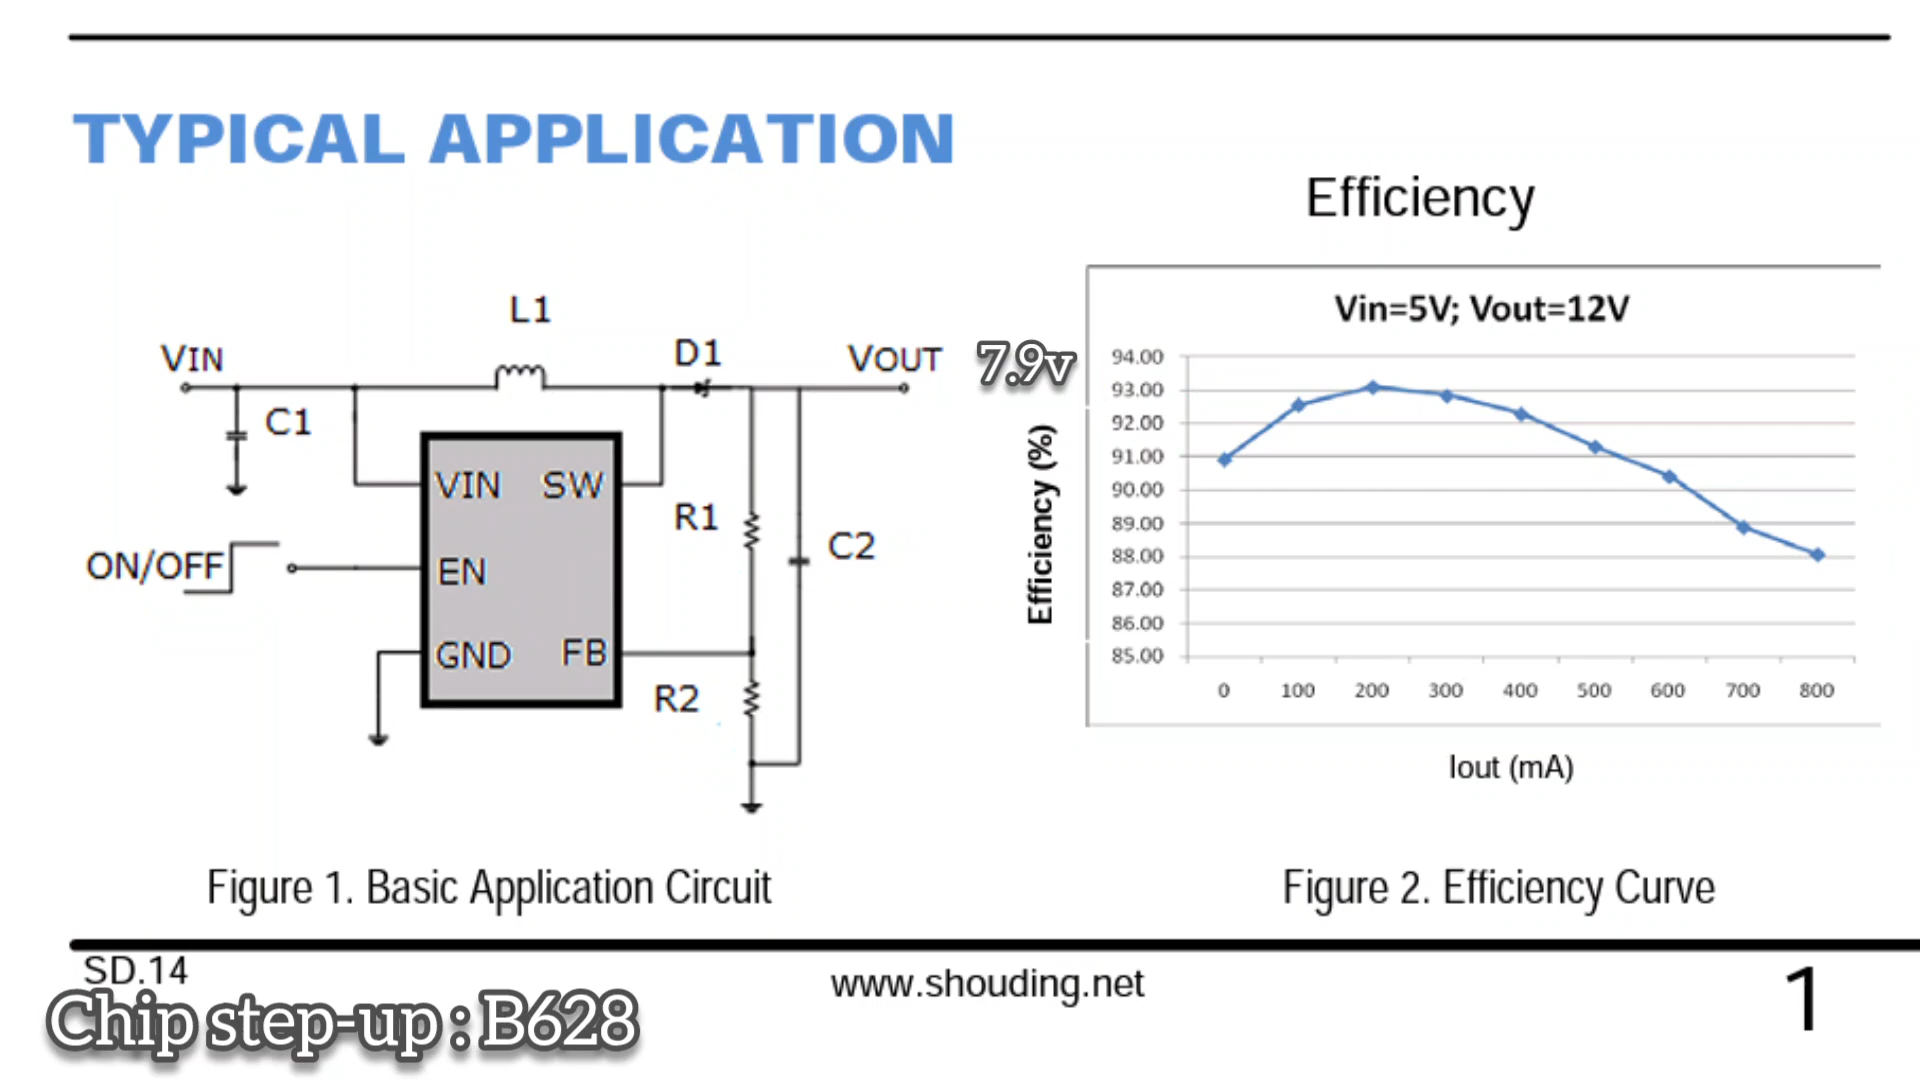 TYPICAL APPLICATION
Efficiency
L1
VIN
D1
VOUT
7.9v
C1
VIN SW
R1
C2
ON/OFF
EN
GND FB
R2
Vin=5V; Vout=12V
94.00
93.00
92.00
91.00
90.00
89.00
88.00
87.00
86.00
85.00
Efficiency (%)
0 100 200 300 400 500 600 700 800
Iout (mA)
Figure 1. Basic Application Circuit
Figure 2. Efficiency Curve
SD.14
www.shouding.net
1
Chip step-up : B628